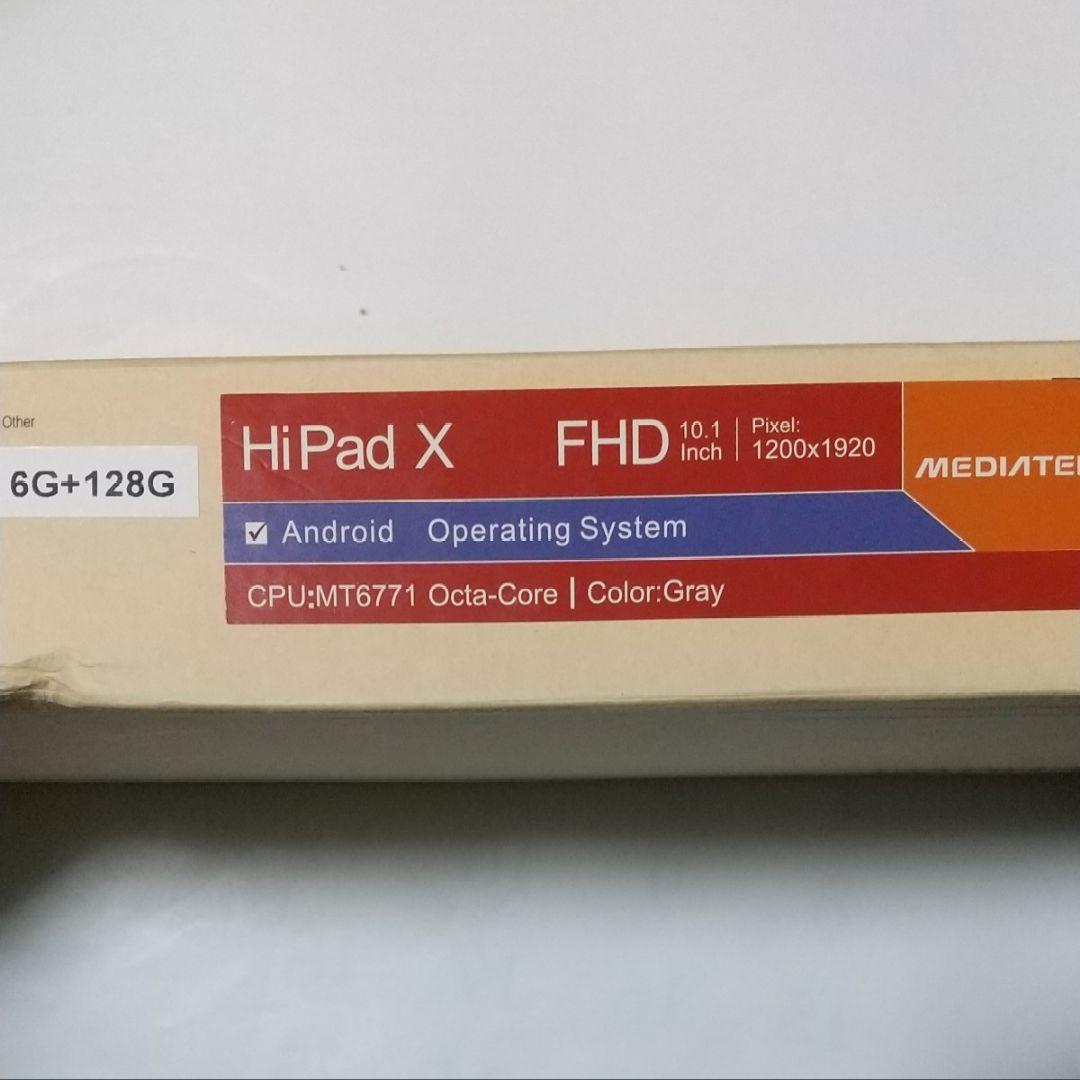 Other
6G+128G
HiPad X
FHD 10.1 Inch | Pixel: 1200x1920
MEDIATE
☑ Android Operating System
CPU:MT6771 Octa-Core | Color:Gray